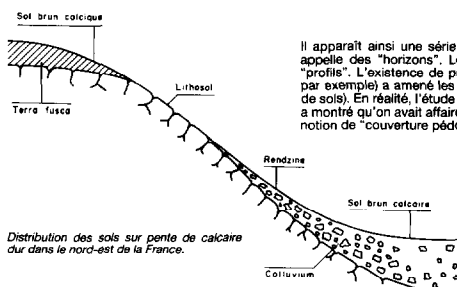 Sol brun calcique
Il apparaît ainsi une série
appelle des "horizons". L
"profils". L'existence de p
par exemple) a amené les
de sols). En réalité, l'étude
a montré qu'on avait affaire
notion de "couverture pédo
Lithosol
Terra fusca
Rendzine
Sol brun calcaire
Distribution des sols sur pente de calcaire
dur dans le nord-est de la France.
Colluvium